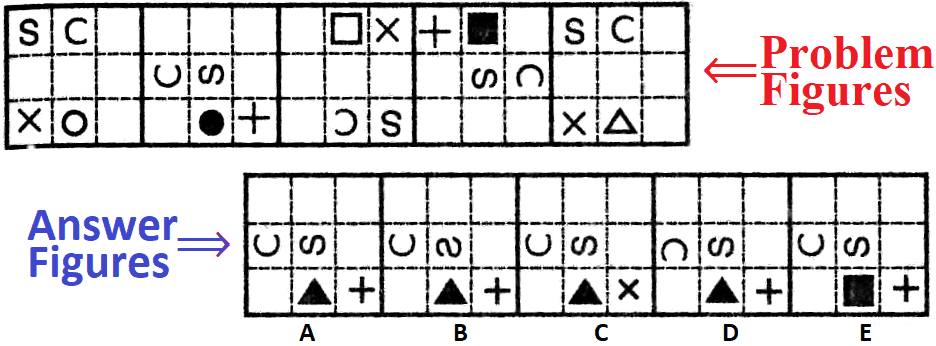 S C × + S C
C S S C
× O + C S ×
Problem
Figures
Answer
Figures
C S C S C S C S C S
+ + × + +
A B C D E